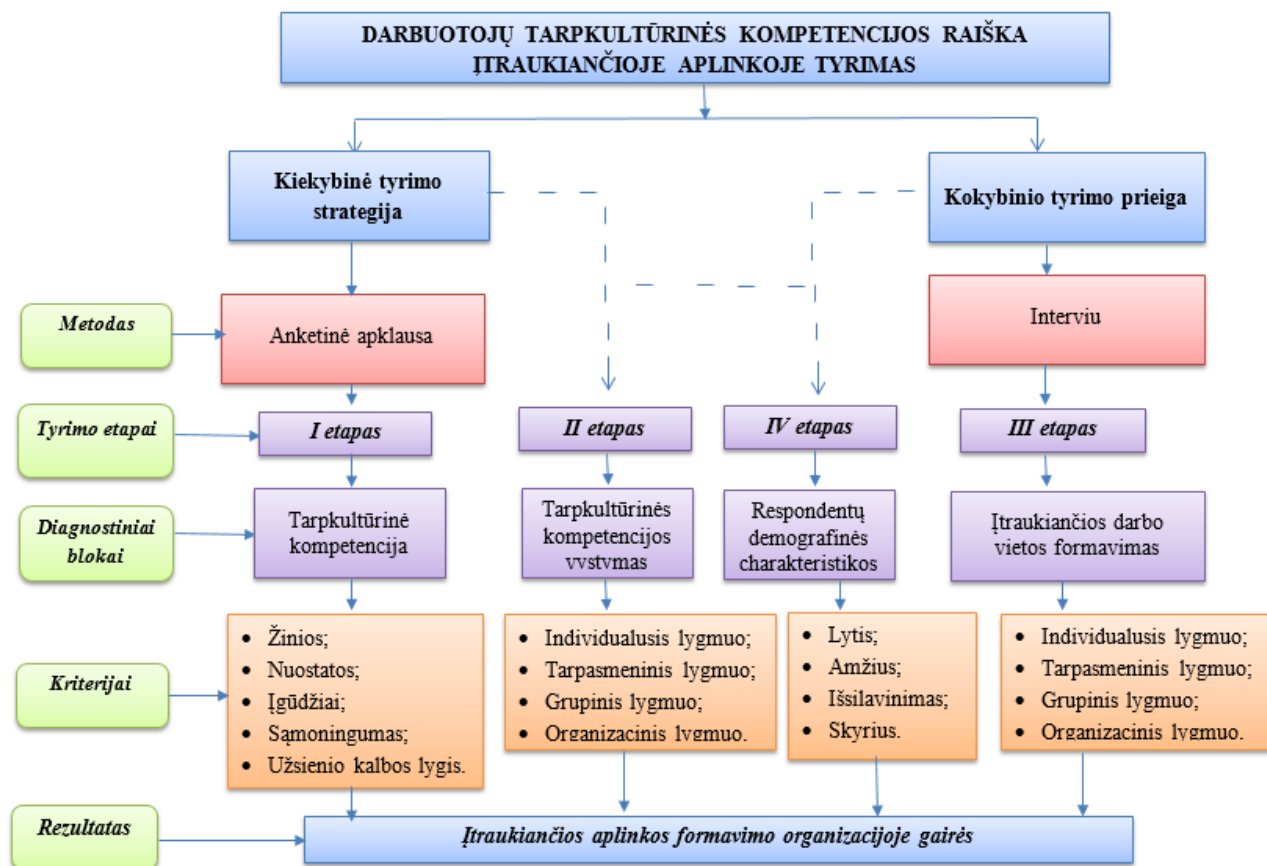 DARBUOTOJŲ TARPKULTŪRINĖS KOMPETENCIJOS RAIŠKA
ĮTRAUKIANČIOJE APLINKOJE TYRIMAS
Kiekybinė tyrimo
strategija
Kokybinio tyrimo prieiga
Metodas
Anketinė apklausa
Interviu
Tyrimo etapai
I etapas
II etapas
IV etapas
III etapas
Diagnostiniai
blokai
Tarpkultūrinė
kompetencija
Tarpkultūrinės
kompetencijos
vystymas
Respondentų
demografinės
charakteristikos
Įtraukiančios darbo
vietos formavimas
Kriterijai
• Žinios;
• Nuostatos;
• Įgūdžiai;
• Sąmoningumas;
• Užsienio kalbos lygis.
• Individualusis lygmuo;
• Tarpasmeninis lygmuo;
• Grupinis lygmuo;
• Organizacinis lygmuo.
• Lytis;
• Amžius;
• Išsilavinimas;
• Skyrius.
• Individualusis lygmuo;
• Tarpasmeninis lygmuo;
• Grupinis lygmuo;
• Organizacinis lygmuo.
Rezultatas
Įtraukiančios aplinkos formavimo organizacijoje gairės